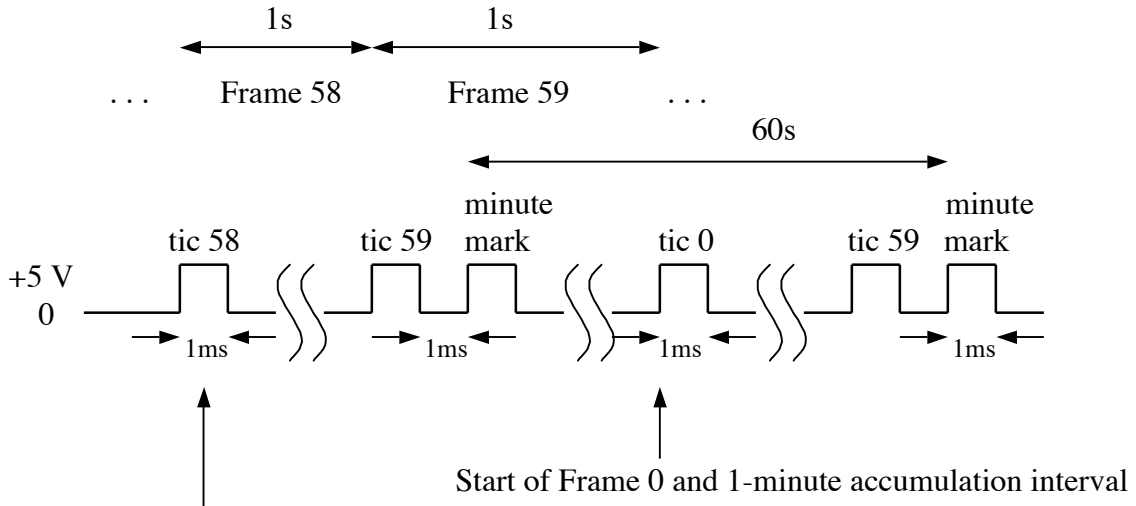 1s 1s
. . . Frame 58 Frame 59 . . .
60s
minute minute
tic 58 tic 59 mark tic 0 tic 59 mark
+5 V
0
1ms 1ms 1ms 1ms
Start of Frame 0 and 1-minute accumulation interval